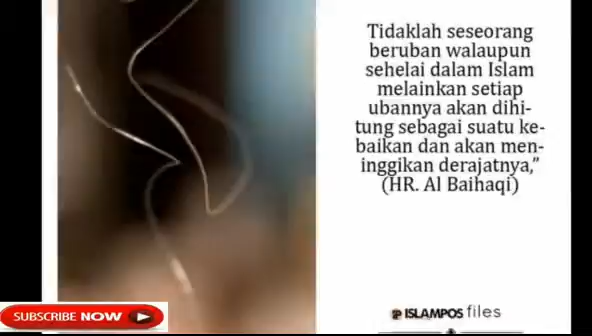 Tidaklah seseorang
beruban walaupun
sehelai dalam Islam
melainkan setiap
ubannya akan dihi-
tung sebagai suatu ke-
baikan dan akan men-
inggikan derajatnya,”
(HR. Al Baihaqi)
ISLAMPOS files
SUBSCRIBE NOW